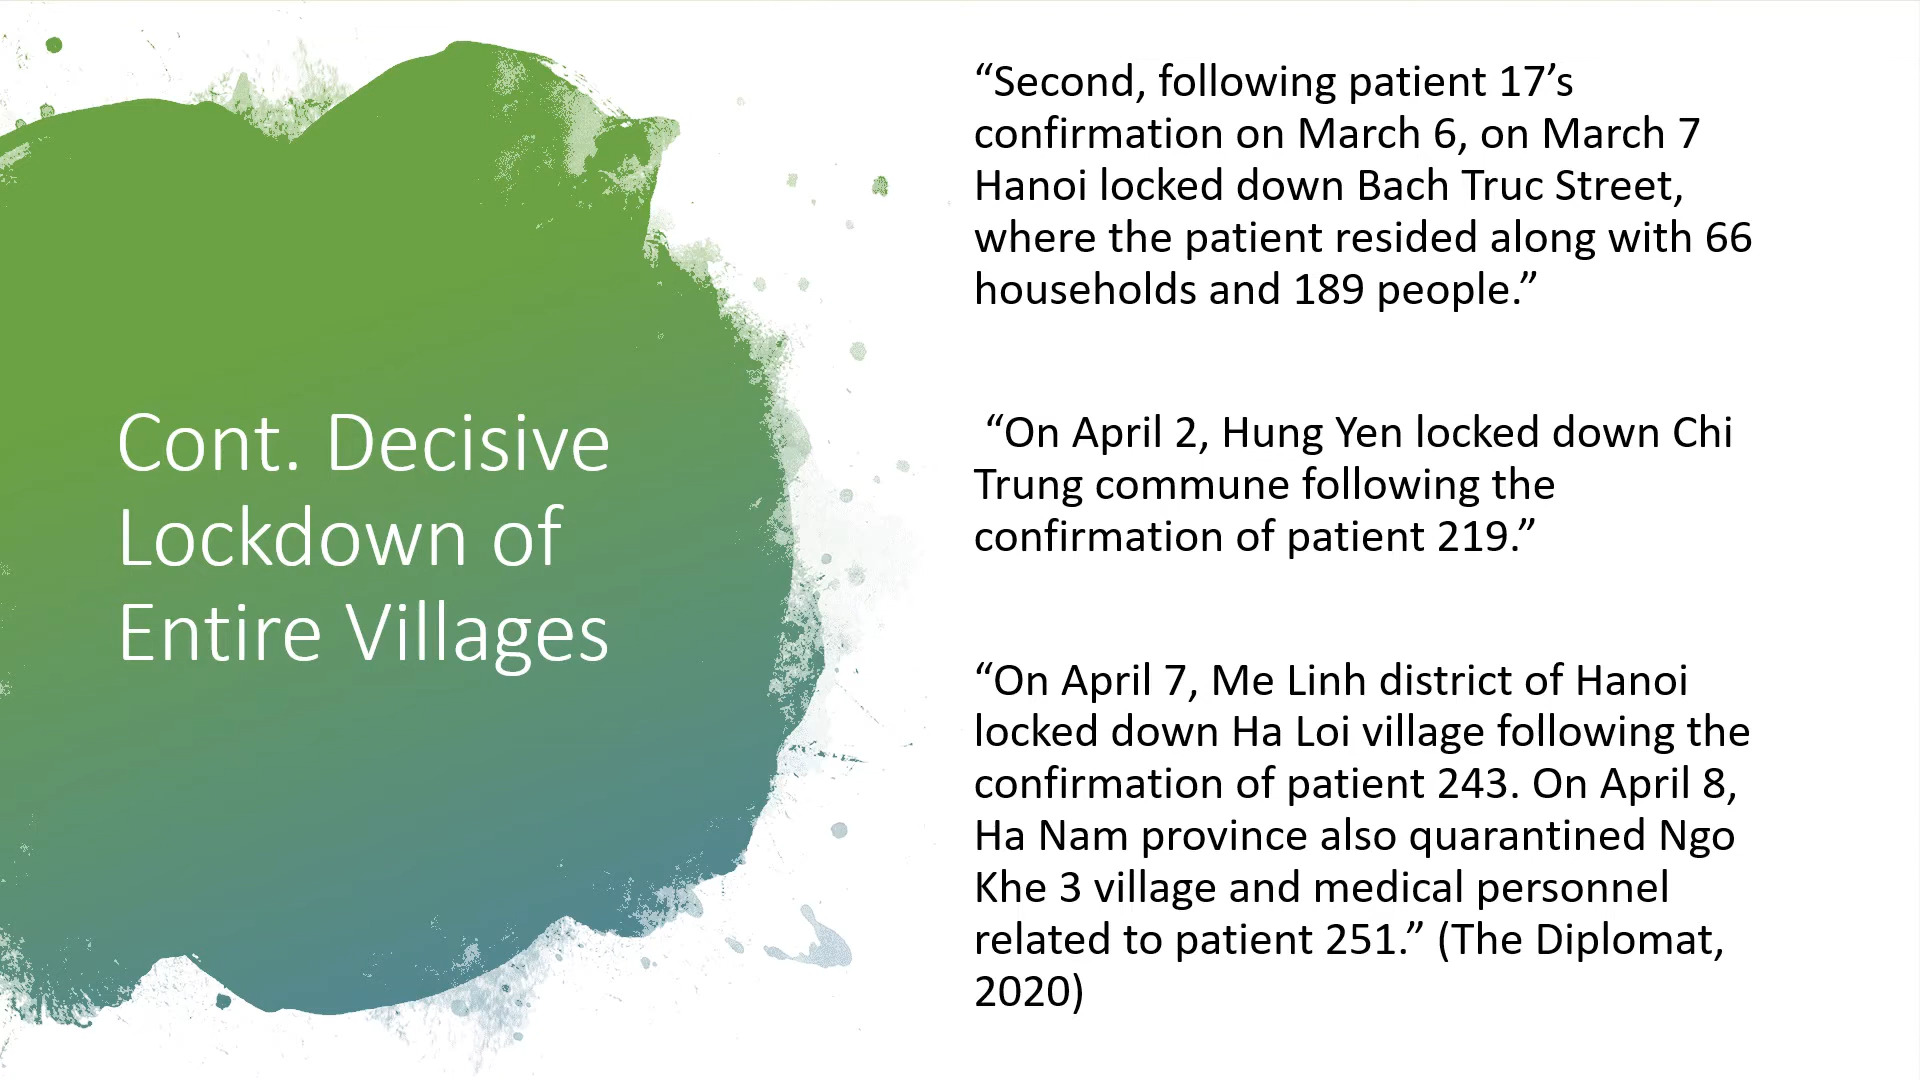 Cont. Decisive
Lockdown of
Entire Villages
“Second, following patient 17’s
confirmation on March 6, on March 7
Hanoi locked down Bach Truc Street,
where the patient resided along with 66
households and 189 people.”
“On April 2, Hung Yen locked down Chi
Trung commune following the
confirmation of patient 219.”
“On April 7, Me Linh district of Hanoi
locked down Ha Loi village following the
confirmation of patient 243. On April 8,
Ha Nam province also quarantined Ngo
Khe 3 village and medical personnel
related to patient 251.” (The Diplomat,
2020)